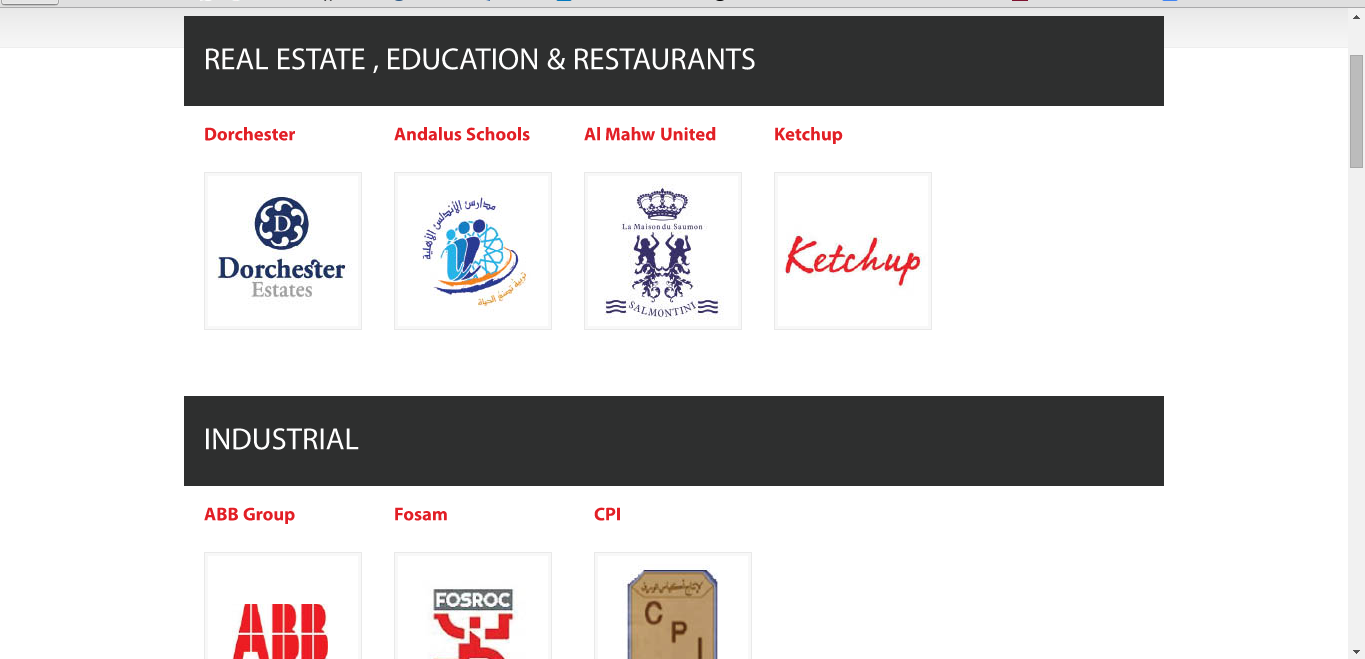 REAL ESTATE , EDUCATION & RESTAURANTS
Dorchester
Andalus Schools
Al Mahw United
Ketchup
D
Dorchester
Estates
مدارس الأندلس الأهلية
تربية تصنع الحياة
La Maison du Saumon
SALMONTINI
Ketchup
INDUSTRIAL
ABB Group
Fosam
CPI
ABB
FOSROC
C
P
I